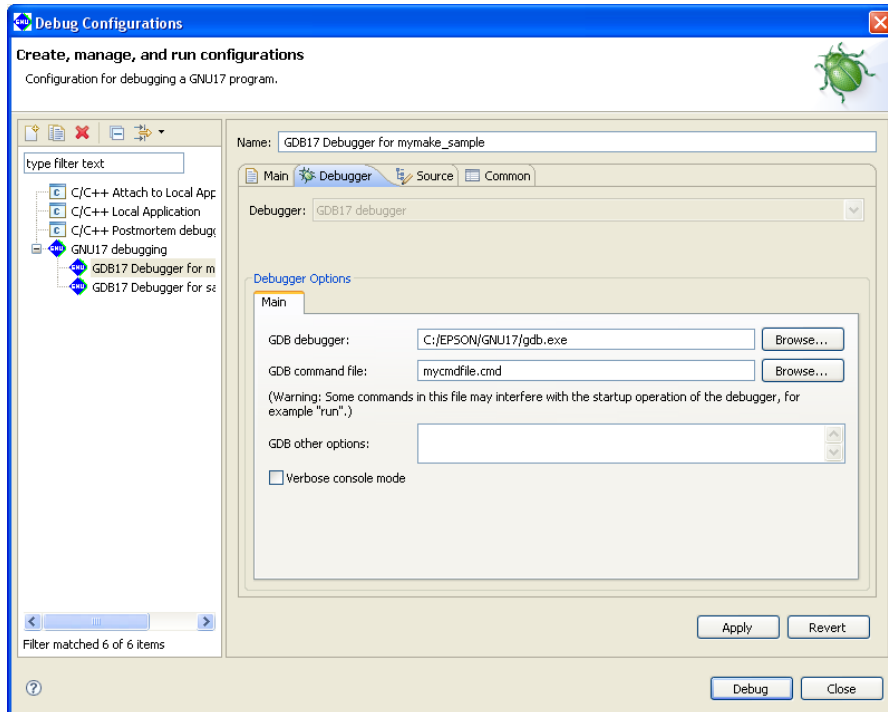 Debug Configurations
Create, manage, and run configurations
Configuration for debugging a GNU17 program.
type filter text
C/C++ Attach to Local App
C/C++ Local Application
C/C++ Postmortem debugg
GNU17 debugging
GDB17 Debugger for m
GDB17 Debugger for sa
Filter matched 6 of 6 items
Name: GDB17 Debugger for mymake_sample
Main Debugger Source Common
Debugger: GDB17 debugger
Debugger Options
Main
GDB debugger: C:/EPSON/GNU17/gdb.exe Browse...
GDB command file: mycmdfile.cmd Browse...
(Warning: Some commands in this file may interfere with the startup operation of the debugger, for
example "run".)
GDB other options:
Verbose console mode
Apply Revert
Debug Close